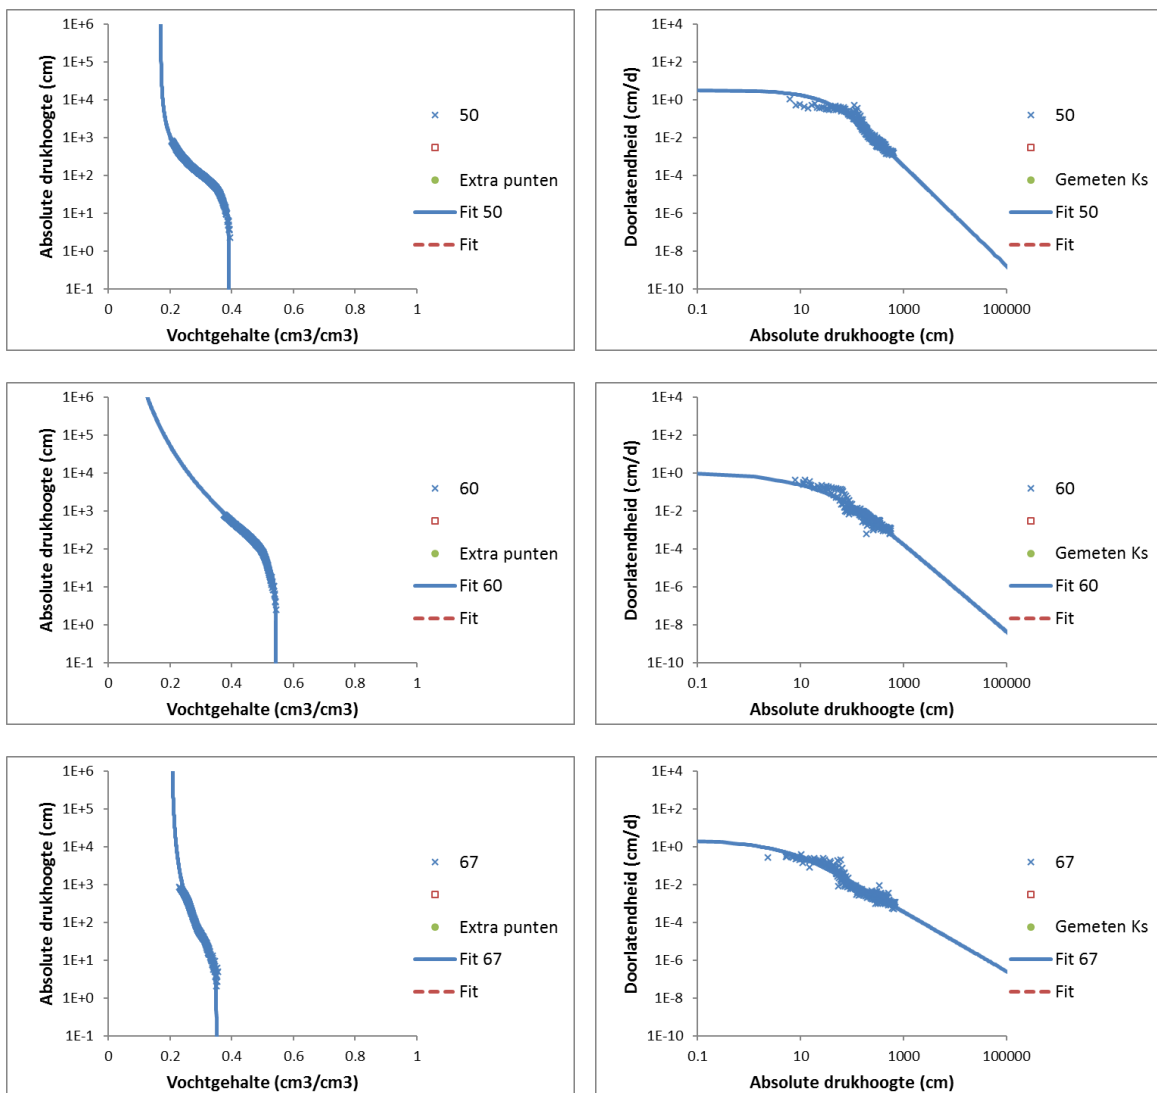 1E+6
1E+5
1E+4
1E+3
1E+2
1E+1
1E+0
1E-1
Absolute drukhoogte (cm)
0 0.2 0.4 0.6 0.8 1
Vochtgehalte (cm3/cm3)
50
Extra punten
Fit 50
Fit
1E+4
1E+2
1E+0
1E-2
1E-4
1E-6
1E-8
1E-10
Doorlatendheid (cm/d)
0.1 10 1000 100000
Absolute drukhoogte (cm)
50
Gemeten Ks
Fit 50
Fit
1E+6
1E+5
1E+4
1E+3
1E+2
1E+1
1E+0
1E-1
Absolute drukhoogte (cm)
0 0.2 0.4 0.6 0.8 1
Vochtgehalte (cm3/cm3)
60
Extra punten
Fit 60
Fit
1E+4
1E+2
1E+0
1E-2
1E-4
1E-6
1E-8
1E-10
Doorlatendheid (cm/d)
0.1 10 1000 100000
Absolute drukhoogte (cm)
60
Gemeten Ks
Fit 60
Fit
1E+6
1E+5
1E+4
1E+3
1E+2
1E+1
1E+0
1E-1
Absolute drukhoogte (cm)
0 0.2 0.4 0.6 0.8 1
Vochtgehalte (cm3/cm3)
67
Extra punten
Fit 67
Fit
1E+4
1E+2
1E+0
1E-2
1E-4
1E-6
1E-8
1E-10
Doorlatendheid (cm/d)
0.1 10 1000 100000
Absolute drukhoogte (cm)
67
Gemeten Ks
Fit 67
Fit